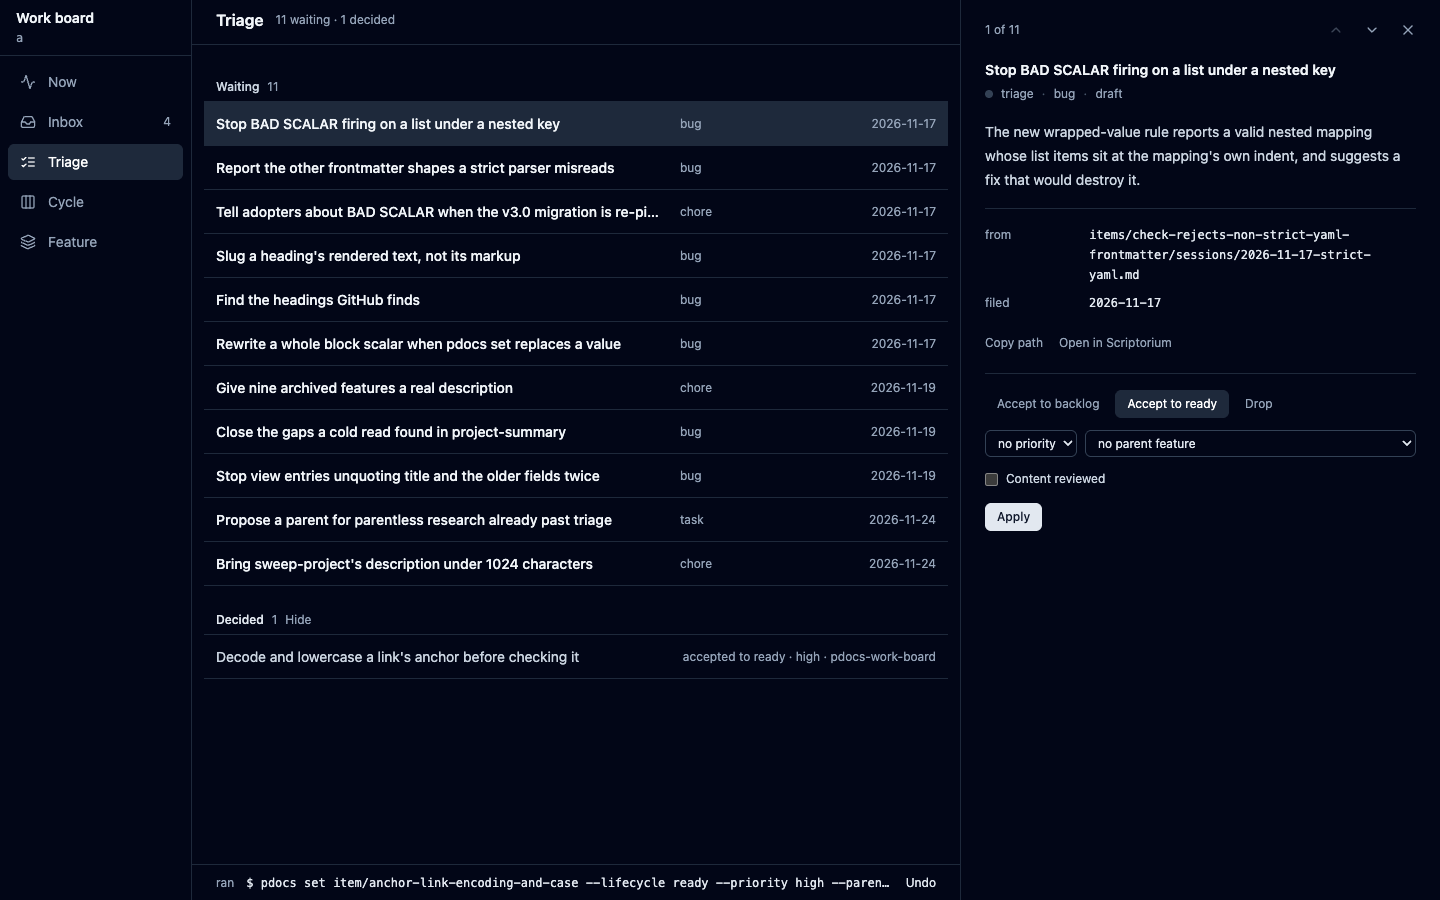 Work board
a
Now
Inbox 4
Triage
Cycle
Feature
Triage 11 waiting · 1 decided
Waiting 11
Stop BAD SCALAR firing on a list under a nested key bug 2026-11-17
Report the other frontmatter shapes a strict parser misreads bug 2026-11-17
Tell adopters about BAD SCALAR when the v3.0 migration is re-pi... chore 2026-11-17
Slug a heading's rendered text, not its markup bug 2026-11-17
Find the headings GitHub finds bug 2026-11-17
Rewrite a whole block scalar when pdocs set replaces a value bug 2026-11-17
Give nine archived features a real description chore 2026-11-19
Close the gaps a cold read found in project-summary bug 2026-11-19
Stop view entries unquoting title and the older fields twice bug 2026-11-19
Propose a parent for parentless research already past triage task 2026-11-24
Bring sweep-project's description under 1024 characters chore 2026-11-24
Decided 1 Hide
Decode and lowercase a link's anchor before checking it accepted to ready · high · pdocs-work-board
ran $ pdocs set item/anchor-link-encoding-and-case --lifecycle ready --priority high --paren… Undo
1 of 11
Stop BAD SCALAR firing on a list under a nested key
triage · bug · draft
The new wrapped-value rule reports a valid nested mapping
whose list items sit at the mapping's own indent, and suggests a
fix that would destroy it.
from items/check-rejects-non-strict-yaml-
frontmatter/sessions/2026-11-17-strict-
yaml.md
filed 2026-11-17
Copy path Open in Scriptorium
Accept to backlog Accept to ready Drop
no priority no parent feature
Content reviewed
Apply